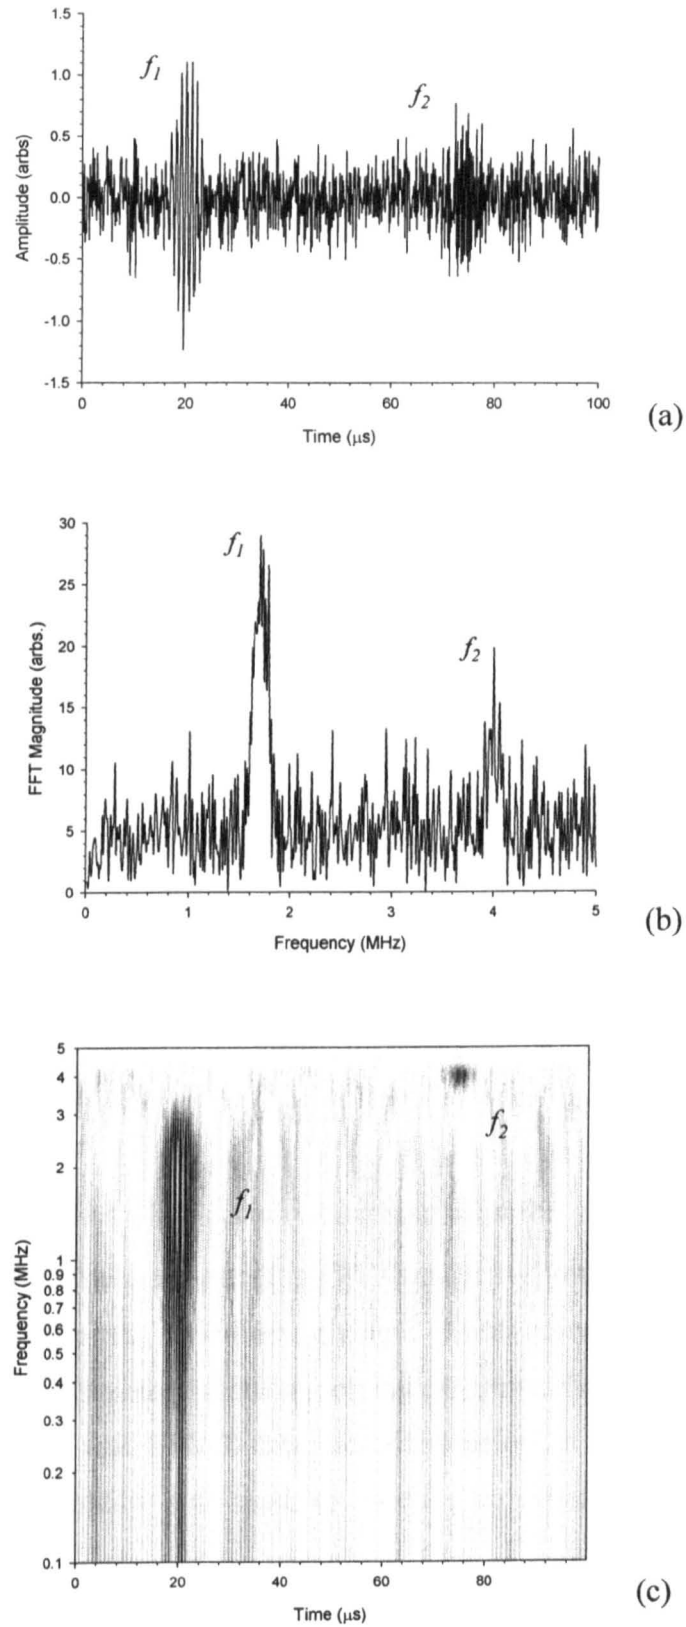 1.5
f1
1.0
f2
0.5
Amplitude (arbs)
0.0
-0.5
-1.0
-1.5
0 20 40 60 80 100
(a)
Time (μs)
30
f1
25
20
f2
FFT Magnitude (arbs.)
15
10
5
0
0 1 2 3 4 5
(b)
Frequency (MHz)
5
4
3
f2
2
f1
Frequency (MHz)
1
0.9
0.8
0.7
0.6
0.5
0.4
0.3
0.2
0.1
0 20 40 60 80
(c)
Time (μs)